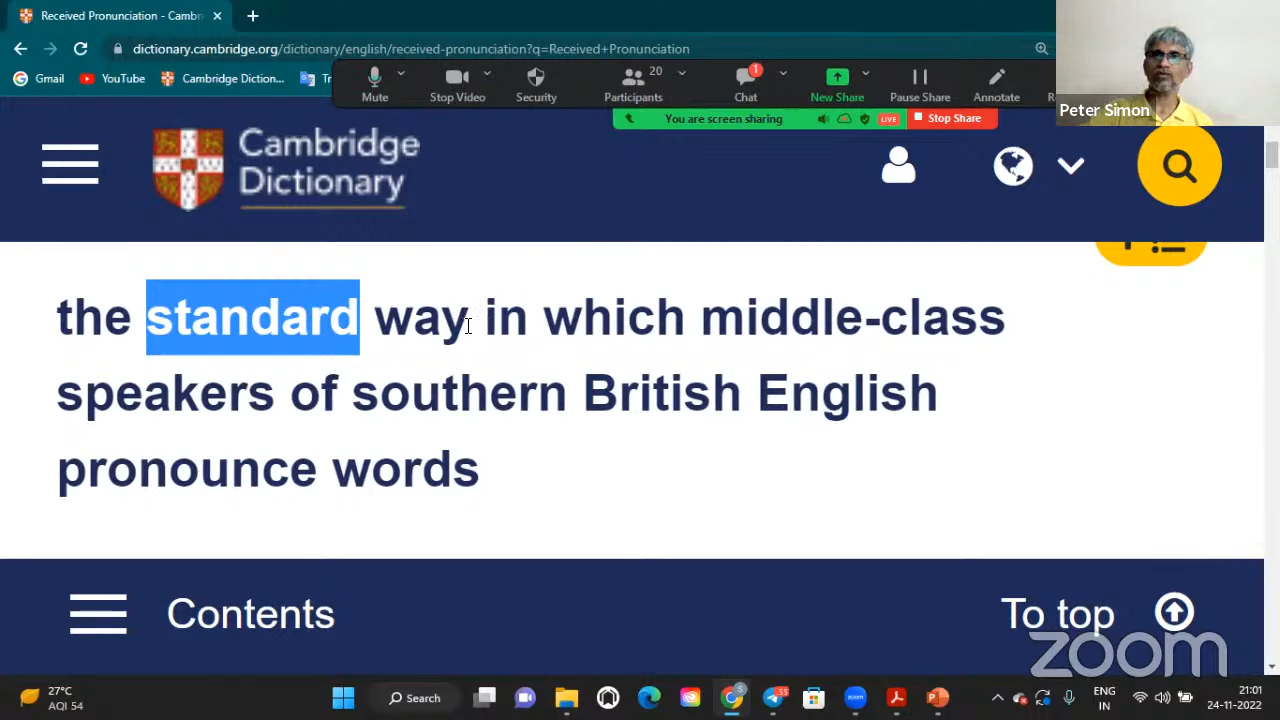 Received Pronunciation - Camb
dictionary.cambridge.org/dictionary/english/received-pronunciation?q=Received+Pronunciation
Gmail YouTube Cambridge Diction...
Mute Stop Video Security Participants 20 Chat 1 New Share Pause Share Annotate
You are screen sharing LIVE Stop Share
Peter Simon
Cambridge
Dictionary
the standard way in which middle-class
speakers of southern British English
pronounce words
Contents To top
zoom
27°C
AQI 54
Search
55
zoom
ENG
IN
21:01
24-11-2022